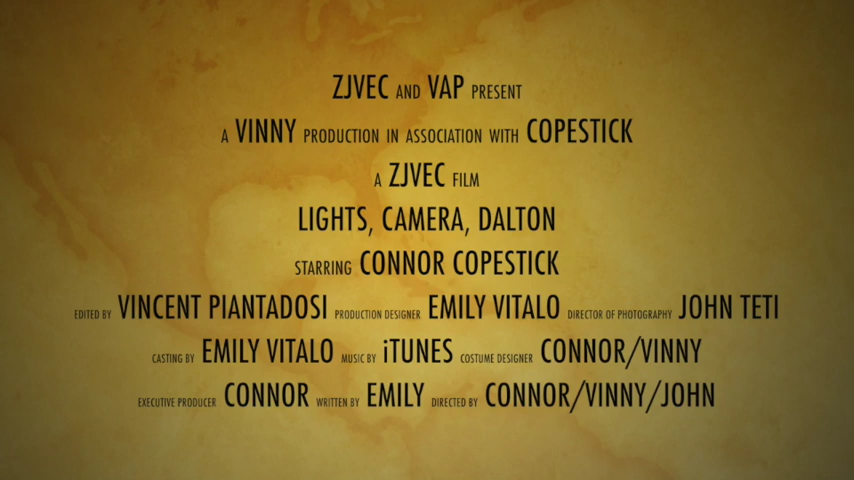 ZJVEC AND VAP PRESENT
A VINNY PRODUCTION IN ASSOCIATION WITH COPESTICK
A ZJVEC FILM
LIGHTS, CAMERA, DALTON
STARRING CONNOR COPESTICK
EDITED BY VINCENT PIANTADOSI PRODUCTION DESIGNER EMILY VITALO DIRECTOR OF PHOTOGRAPHY JOHN TETI
CASTING BY EMILY VITALO MUSIC BY iTUNES COSTUME DESIGNER CONNOR/VINNY
EXECUTIVE PRODUCER CONNOR WRITTEN BY EMILY DIRECTED BY CONNOR/VINNY/JOHN